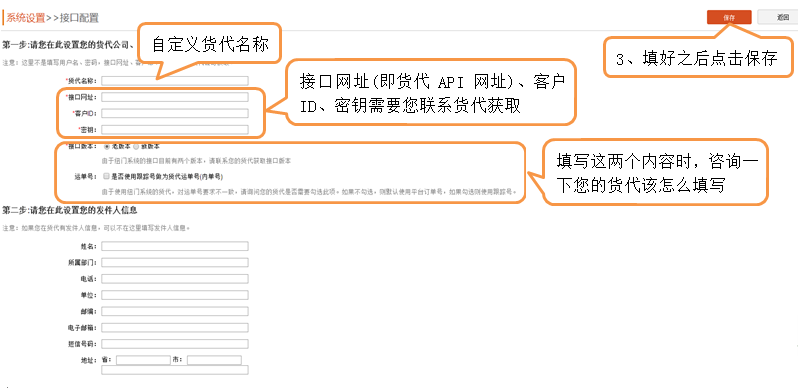 系统设置>>接口配置
保存
返回
第一步:请您在此设置您的货代公司、
自定义货代名称
3、填好之后点击保存
注意：这里不是填写用户名、密码，接口网址、客户
*货代名称:
*接口网址:
*客户ID:
*密钥:
接口网址(即货代 API 网址)、客户
ID、密钥需要您联系货代获取
*接口版本: 老版本 新版本
由于纽门系统的接口目前有两个版本，请联系您的货代获取接口版本
运单号: 是否使用跟踪号做为货代运单号(内单号)
由于使用纽门系统的货代，对运单号要求不一致，请询问您的货代是否需要勾选此项。如果不勾选，则默认使用平台订单号，如果勾选则使用跟踪号。
填写这两个内容时，咨询一
下您的货代该怎么填写
第二步:请您在此设置您的发件人信息
注意：如果您在货代有发件人信息，可以不在这里填写发件人信息。
姓名:
所属部门:
电话:
单位:
邮编:
电子邮箱:
短信号码:
地址: 省: 市: